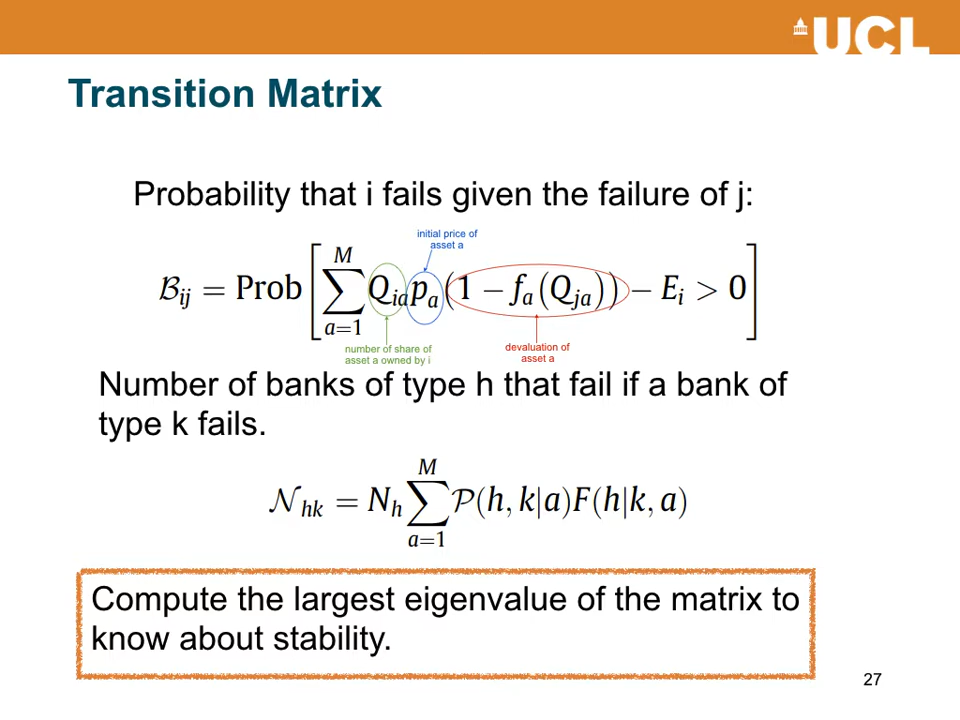 UCL
Transition Matrix
Probability that i fails given the failure of j:
initial price of
asset a
$\mathcal{B}_{ij} = \text{Prob}\left[\sum_{a=1}^{M} Q_{ia} p_a (1 - f_a(Q_{ja})) - E_i > 0\right]$
number of share of
asset a owned by i
devaluation of
asset a
Number of banks of type h that fail if a bank of
type k fails.
$\mathcal{N}_{hk} = N_h \sum_{a=1}^{M} \mathcal{P}(h, k|a) F(h|k, a)$
Compute the largest eigenvalue of the matrix to
know about stability.
27